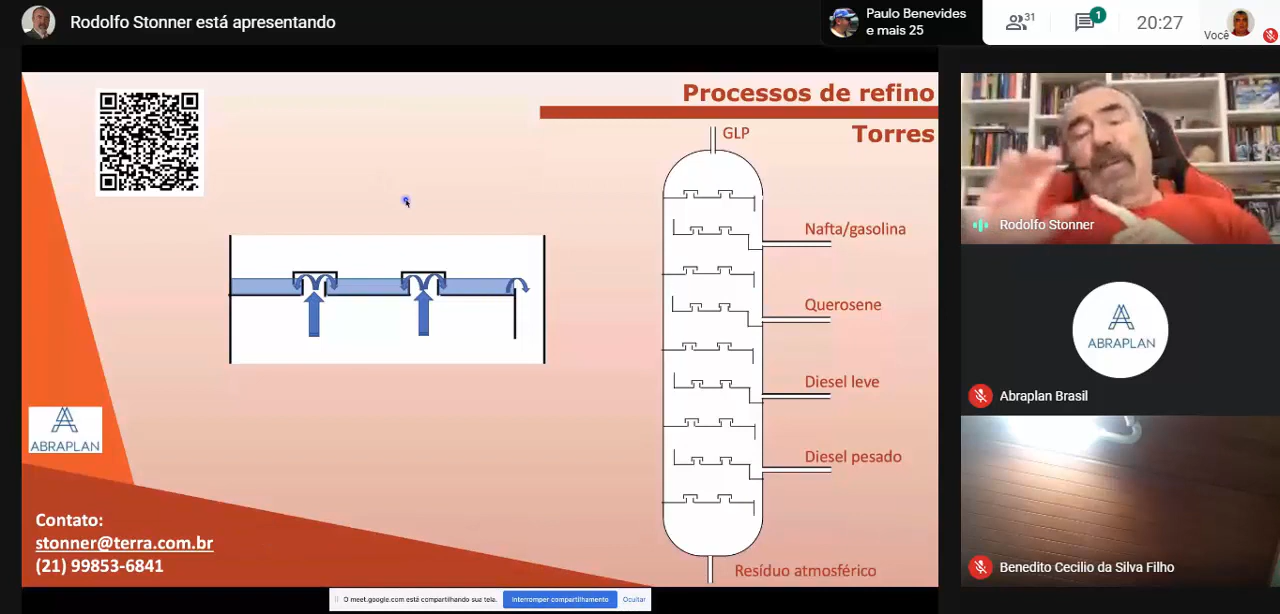 Rodolfo Stonner está apresentando
Paulo Benevides
e mais 25
31
1
20:27
Você
Processos de refino
Torres
GLP
Nafta/gasolina
Querosene
Diesel leve
Diesel pesado
Resíduo atmosférico
ABRAPLAN
Contato:
stonner@terra.com.br
(21) 99853-6841
Rodolfo Stonner
ABRAPLAN
Abraplan Brasil
Benedito Cecilio da Silva Filho
O meet.google.com está compartilhando sua tela.
Interromper compartilhamento
Ocultar